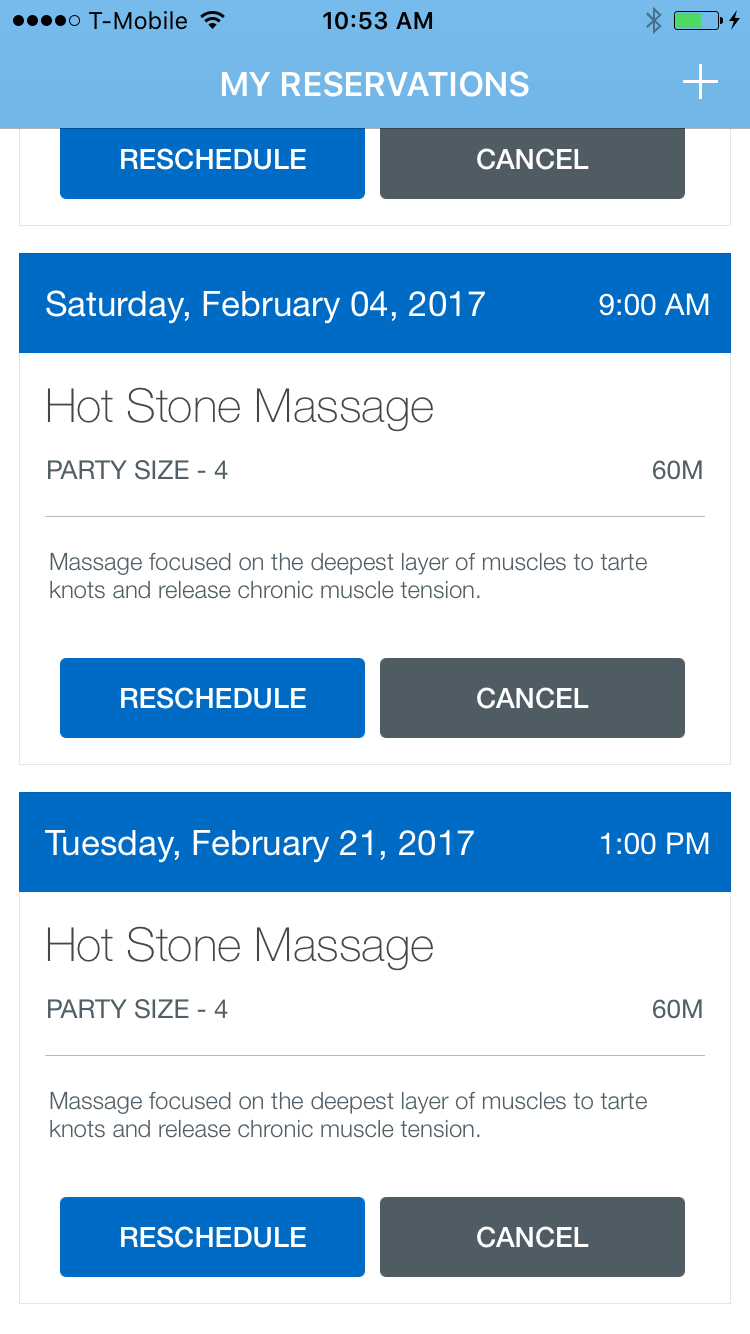 T-Mobile 10:53 AM
MY RESERVATIONS
RESCHEDULE CANCEL
Saturday, February 04, 2017 9:00 AM
Hot Stone Massage
PARTY SIZE - 4 60M
Massage focused on the deepest layer of muscles to tarte
knots and release chronic muscle tension.
RESCHEDULE CANCEL
Tuesday, February 21, 2017 1:00 PM
Hot Stone Massage
PARTY SIZE - 4 60M
Massage focused on the deepest layer of muscles to tarte
knots and release chronic muscle tension.
RESCHEDULE CANCEL